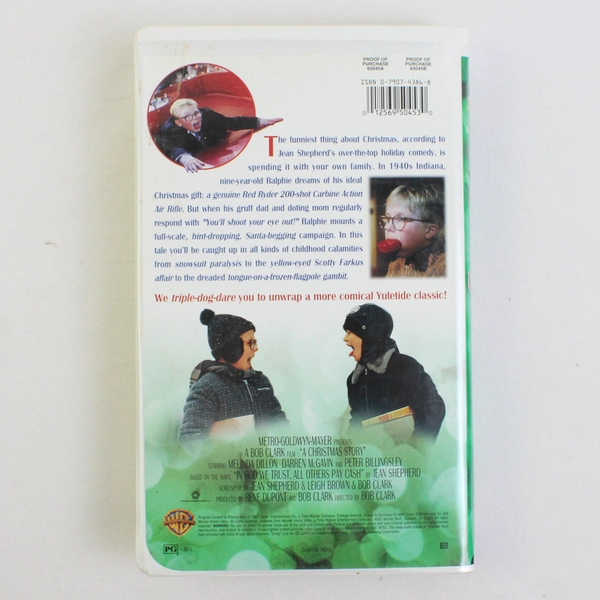 PROOF OF PURCHASE 65045A
PROOF OF PURCHASE 65045B
ISBN 0-7907-4386-8
0 12569 50453 0
The funniest thing about Christmas, according to
Jean Shepherd's over-the-top holiday comedy, is
spending it with your own family. In 1940s Indiana,
nine-year-old Ralphie dreams of his ideal
Christmas gift: a genuine Red Ryder 200-shot Carbine Action
Air Rifle. But when his gruff dad and doting mom regularly
respond with "You'll shoot your eye out!" Ralphie mounts a
full-scale, hint-dropping, Santa-begging campaign. In this
tale you'll be caught up in all kinds of childhood calamities
from snowsuit paralysis to the yellow-eyed Scotty Farkus
affair to the dreaded tongue-on-a-frozen-flagpole gambit.
We triple-dog-dare you to unwrap a more comical Yuletide classic!
METRO-GOLDWYN-MAYER PRESENTS
A BOB CLARK FILM "A CHRISTMAS STORY"
STARRING MELINDA DILLON DARREN McGAVIN AND PETER BILLINGSLEY
BASED ON THE NOVEL "IN GOD WE TRUST, ALL OTHERS PAY CASH" BY JEAN SHEPHERD
SCREENPLAY BY JEAN SHEPHERD & LEIGH BROWN & BOB CLARK
PRODUCED BY RENE DUPONT AND BOB CLARK DIRECTED BY BOB CLARK
WB
PG